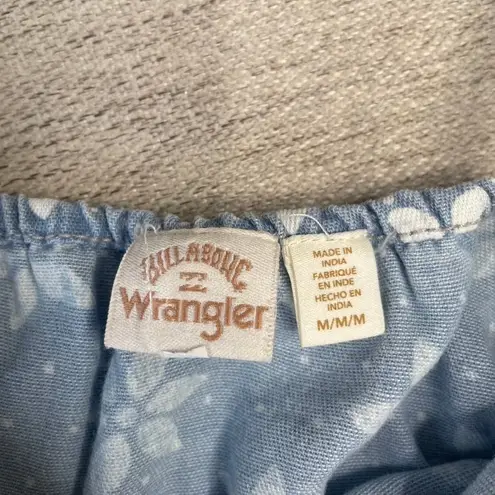 BILLABONG
Wrangler
MADE IN
INDIA
FABRIQUÉ
EN INDE
HECHO EN
INDIA
M/M/M